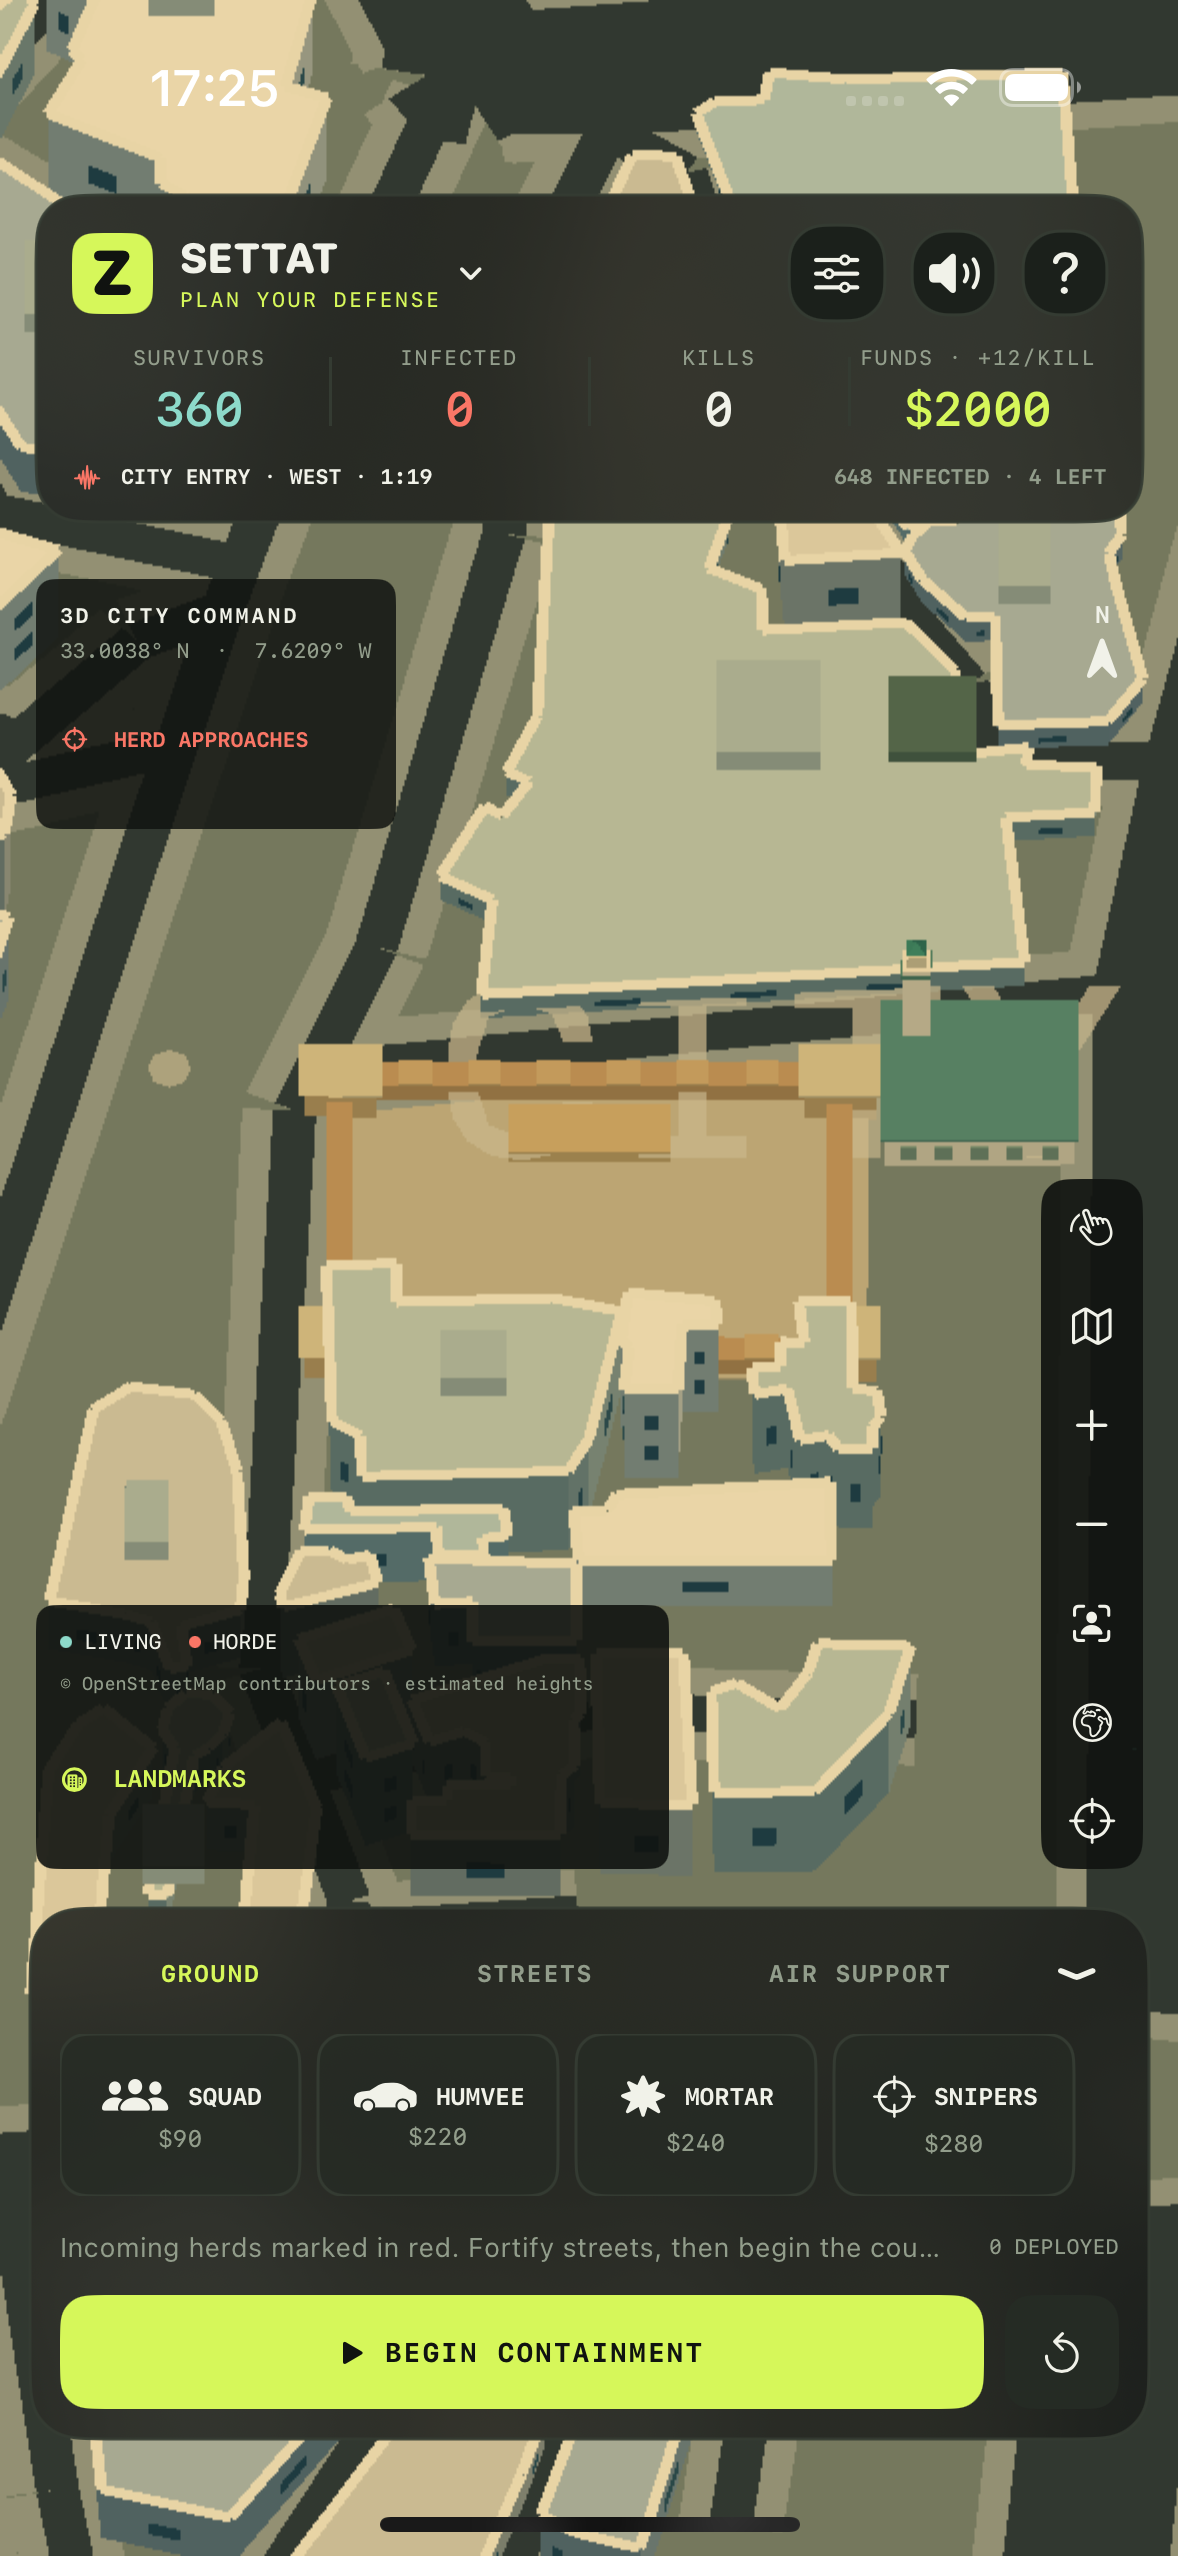 17:25
Z
SETTAT
PLAN YOUR DEFENSE
?
SURVIVORS
360
INFECTED
0
KILLS
0
FUNDS · +12/KILL
$2000
CITY ENTRY · WEST · 1:19
648 INFECTED · 4 LEFT
3D CITY COMMAND
33.0038° N · 7.6209° W
HERD APPROACHES
N
LIVING
HORDE
© OpenStreetMap contributors · estimated heights
LANDMARKS
GROUND
STREETS
AIR SUPPORT
SQUAD
$90
HUMVEE
$220
MORTAR
$240
SNIPERS
$280
Incoming herds marked in red. Fortify streets, then begin the cou...
0 DEPLOYED
BEGIN CONTAINMENT